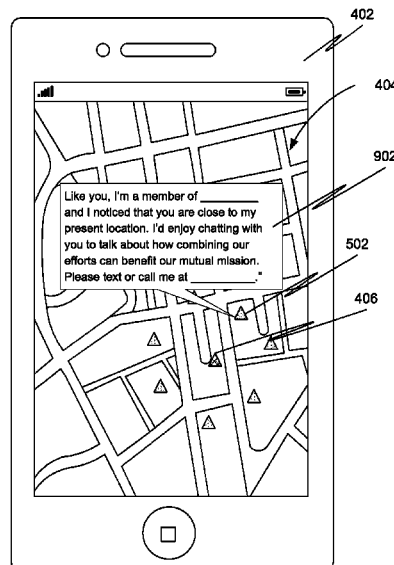 402
404
Like you, I'm a member of ________
and I noticed that you are close to my
present location. I'd enjoy chatting with
you to talk about how combining our
efforts can benefit our mutual mission.
Please text or call me at _________."
902
502
406